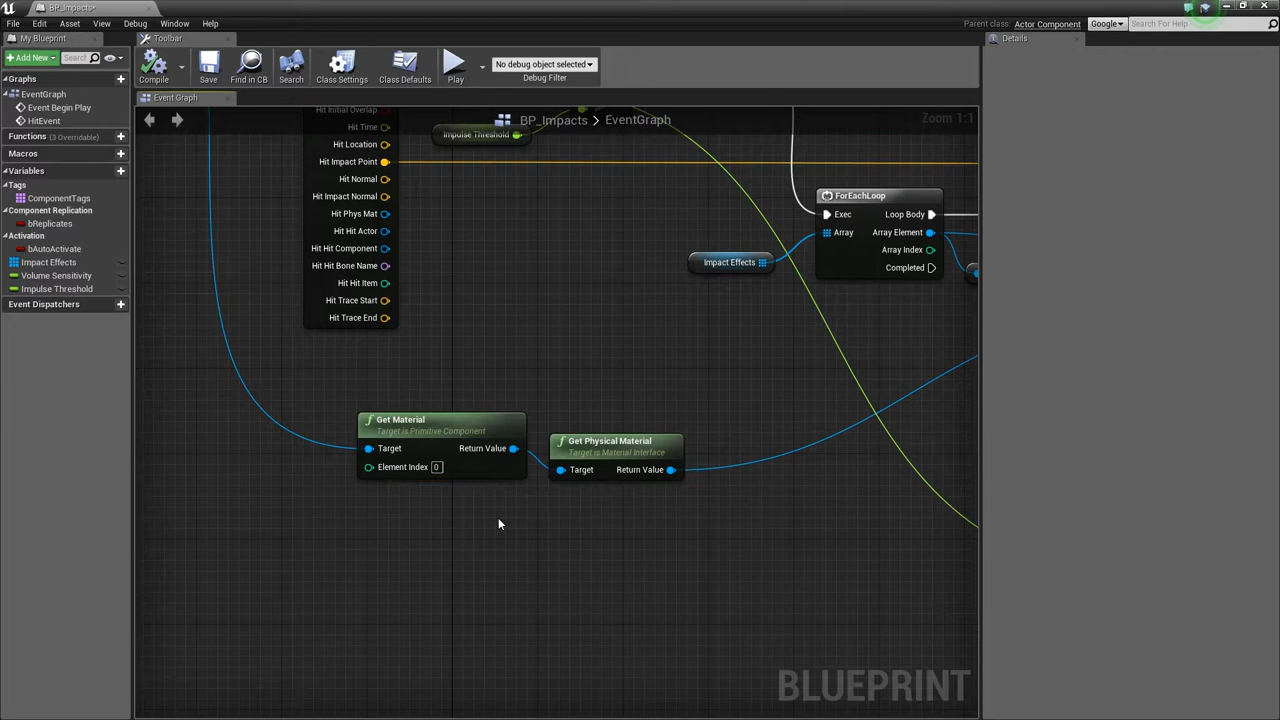 BP_Impacts*
File Edit Asset View Debug Window Help
Parent class: Actor Component Google Search For Help
My Blueprint
Toolbar
Details
Add New
Search
Compile
Save
Find in CB
Search
Class Settings
Class Defaults
Play
No debug object selected
Debug Filter
Graphs
EventGraph
Event Begin Play
HitEvent
Functions (3 Overridable)
Macros
Variables
Tags
ComponentTags
Component Replication
bReplicates
Activation
bAutoActivate
Impact Effects
Volume Sensitivity
Impulse Threshold
Event Dispatchers
Event Graph
BP_Impacts > EventGraph
Zoom 1:1
Hit Initial Overlap
Hit Time
Hit Location
Hit Impact Point
Hit Normal
Hit Impact Normal
Hit Phys Mat
Hit Hit Actor
Hit Hit Component
Hit Hit Bone Name
Hit Hit Item
Hit Trace Start
Hit Trace End
Impulse Threshold
Impact Effects
ForEachLoop
Exec Loop Body
Array Array Element
Array Index
Completed
Get Material
Target is Primitive Component
Target Return Value
Element Index 0
Get Physical Material
Target is Material Interface
Target Return Value
BLUEPRINT